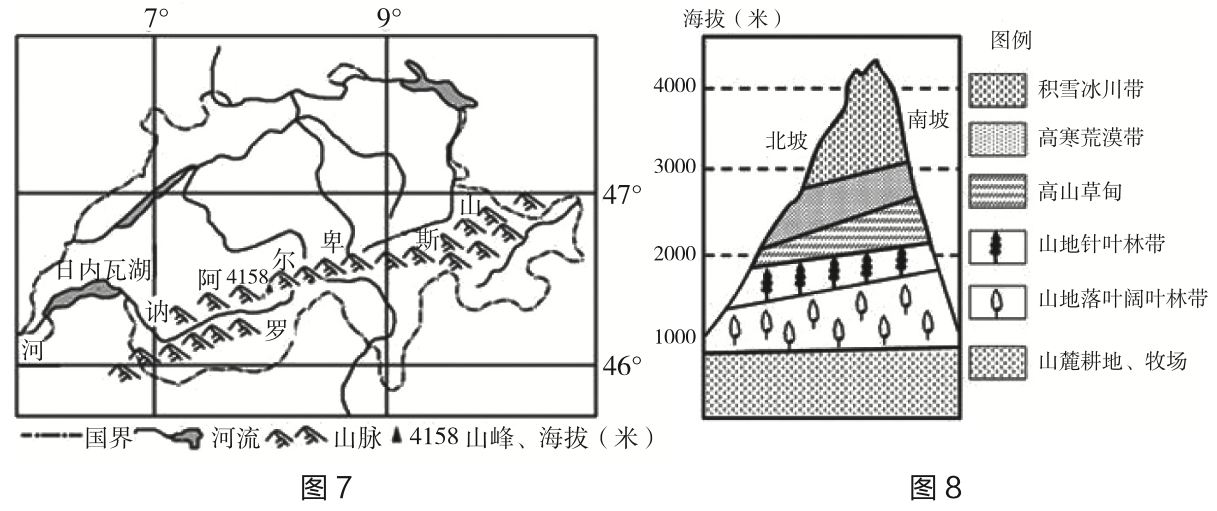 7°
9°
47°
46°
山
斯
卑
尔
阿 4158
日内瓦湖
讷
罗
河
国界
河流
山脉
4158 山峰、海拔（米）
图 7
海拔（米）
4000
3000
2000
1000
北坡
南坡
图例
积雪冰川带
高寒荒漠带
高山草甸
山地针叶林带
山地落叶阔叶林带
山麓耕地、牧场
图 8